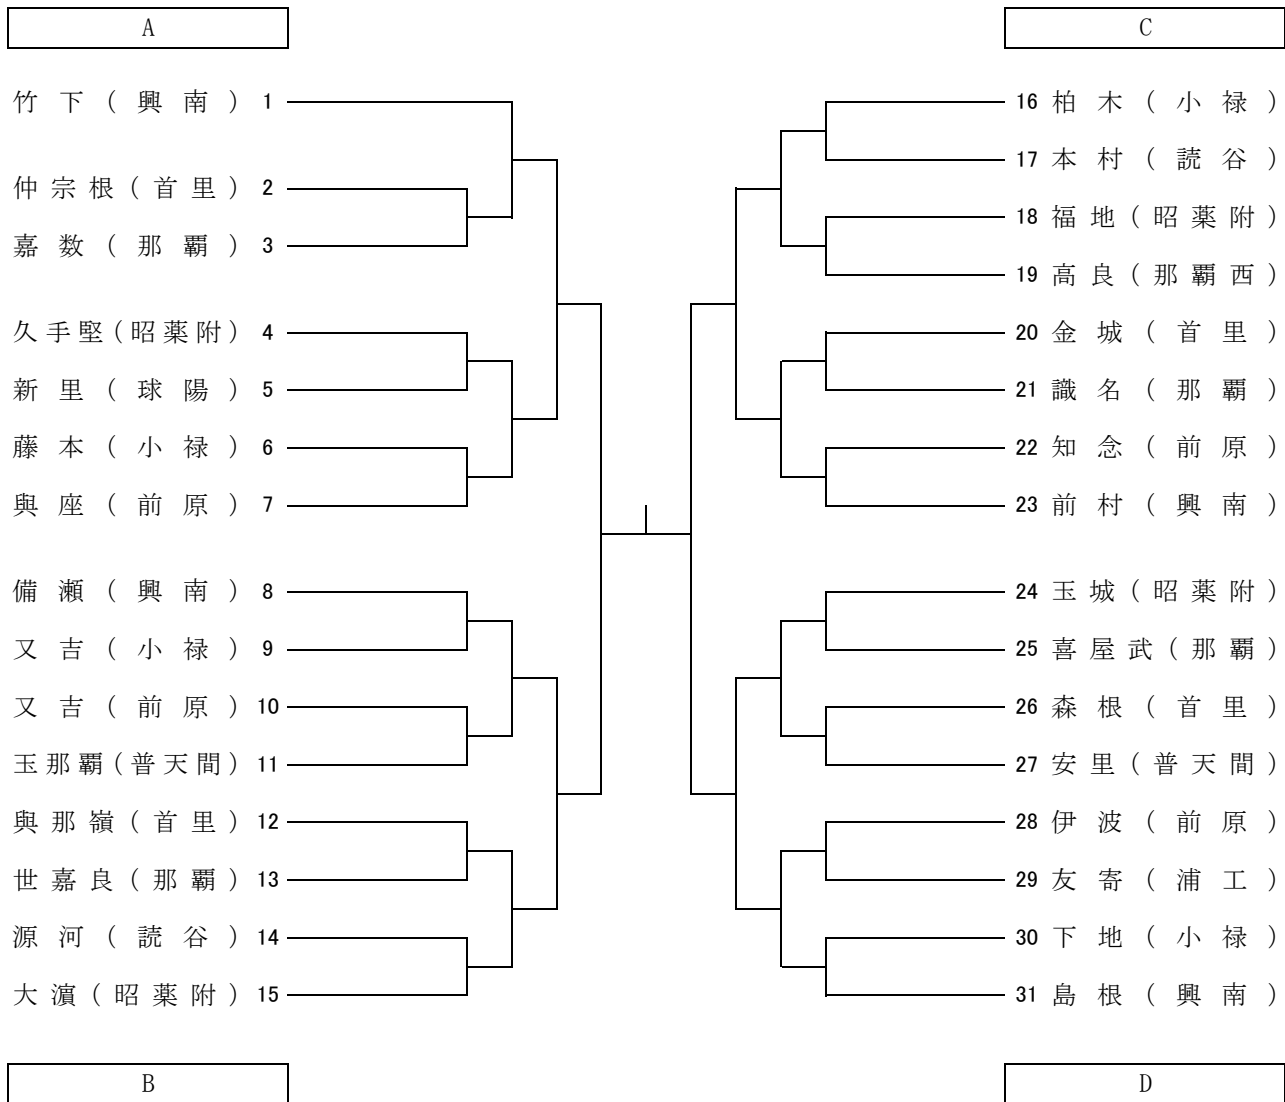 A
竹下(興南) 1
仲宗根(首里) 2
嘉数(那覇) 3
久手堅(昭薬附) 4
新里(球陽) 5
藤本(小禄) 6
與座(前原) 7
備瀬(興南) 8
又吉(小禄) 9
又吉(前原) 10
玉那覇(普天間) 11
與那嶺(首里) 12
世嘉良(那覇) 13
源河(読谷) 14
大濵(昭薬附) 15
B
C
16 柏木(小禄)
17 本村(読谷)
18 福地(昭薬附)
19 高良(那覇西)
20 金城(首里)
21 識名(那覇)
22 知念(前原)
23 前村(興南)
24 玉城(昭薬附)
25 喜屋武(那覇)
26 森根(首里)
27 安里(普天間)
28 伊波(前原)
29 友寄(浦工)
30 下地(小禄)
31 島根(興南)
D